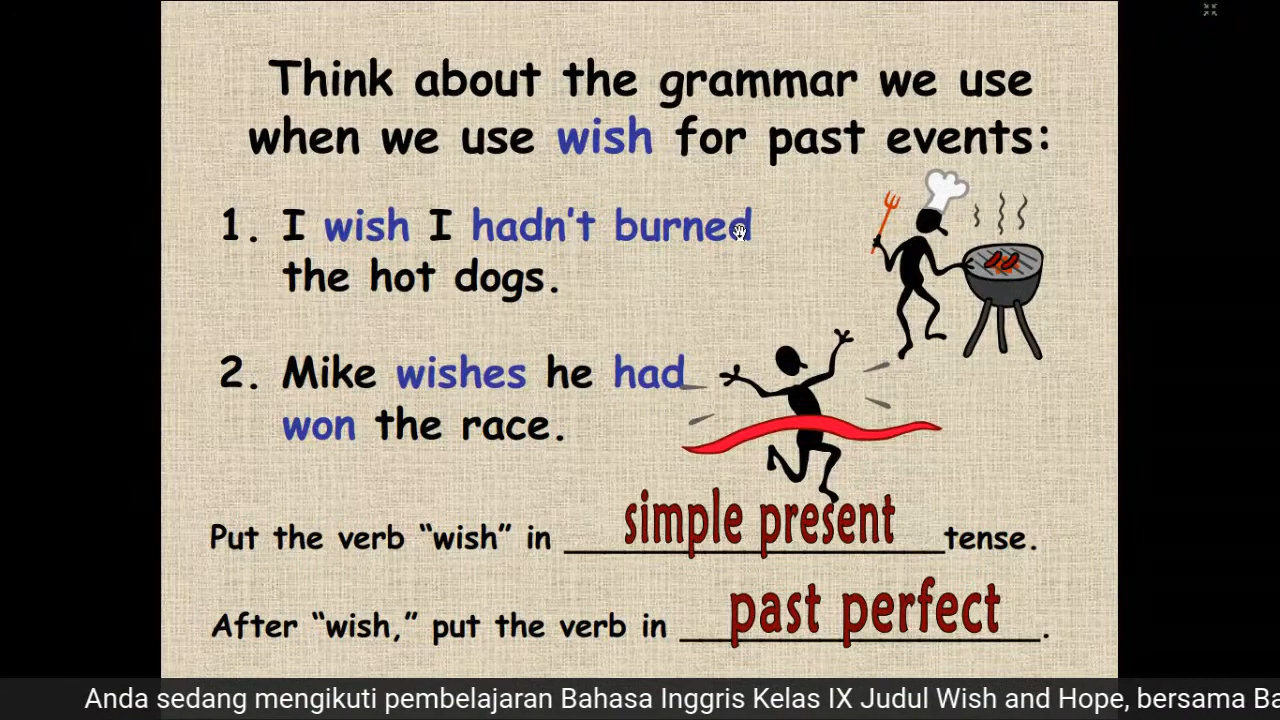 Think about the grammar we use
when we use wish for past events:
1. I wish I hadn't burned
the hot dogs.
2. Mike wishes he had
won the race.
Put the verb “wish” in simple present tense.
After “wish,” put the verb in past perfect.
Anda sedang mengikuti pembelajaran Bahasa Inggris Kelas IX Judul Wish and Hope, bersama